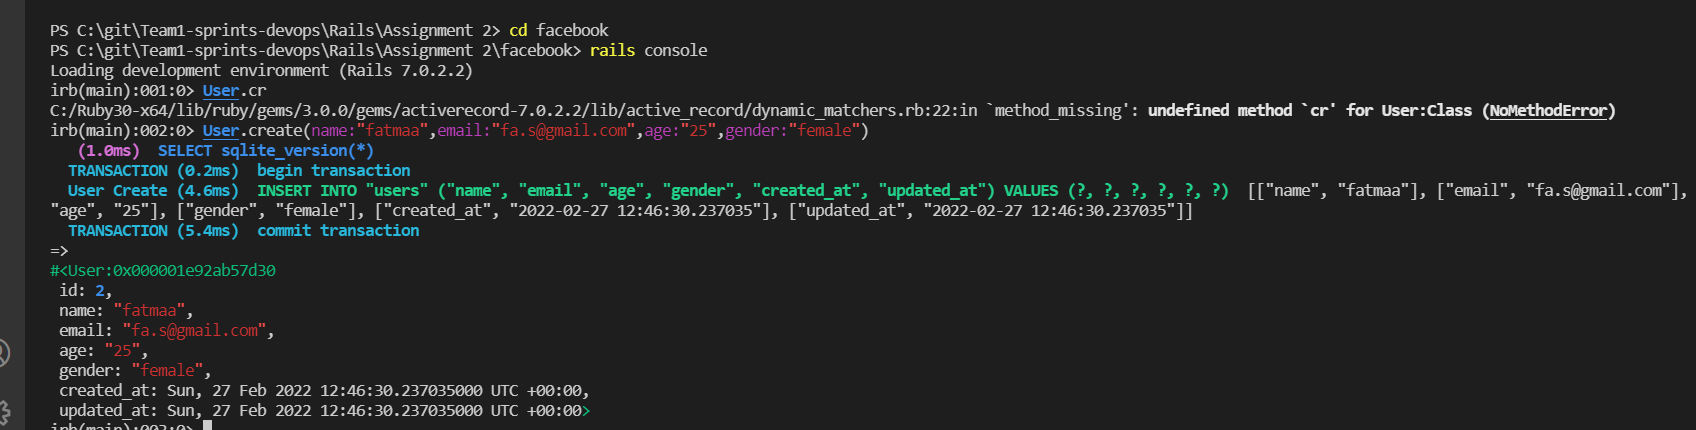 PS C:\git\Team1-sprints-devops\Rails\Assignment 2> cd facebook
PS C:\git\Team1-sprints-devops\Rails\Assignment 2\facebook> rails console
Loading development environment (Rails 7.0.2.2)
irb(main):001:0> User.cr
C:/Ruby30-x64/lib/ruby/gems/3.0.0/gems/activerecord-7.0.2.2/lib/active_record/dynamic_matchers.rb:22:in `method_missing': undefined method `cr' for User:Class (NoMethodError)
irb(main):002:0> User.create(name:"fatmaa",email:"fa.s@gmail.com",age:"25",gender:"female")
   (1.0ms)  SELECT sqlite_version(*)
  TRANSACTION (0.2ms)  begin transaction
  User Create (4.6ms)  INSERT INTO "users" ("name", "email", "age", "gender", "created_at", "updated_at") VALUES (?, ?, ?, ?, ?, ?)  [["name", "fatmaa"], ["email", "fa.s@gmail.com"],
"age", "25"], ["gender", "female"], ["created_at", "2022-02-27 12:46:30.237035"], ["updated_at", "2022-02-27 12:46:30.237035"]]
  TRANSACTION (5.4ms)  commit transaction
=>
#<User:0x000001e92ab57d30
 id: 2,
 name: "fatmaa",
 email: "fa.s@gmail.com",
 age: "25",
 gender: "female",
 created_at: Sun, 27 Feb 2022 12:46:30.237035000 UTC +00:00,
 updated_at: Sun, 27 Feb 2022 12:46:30.237035000 UTC +00:00>
irb(main):003:0>